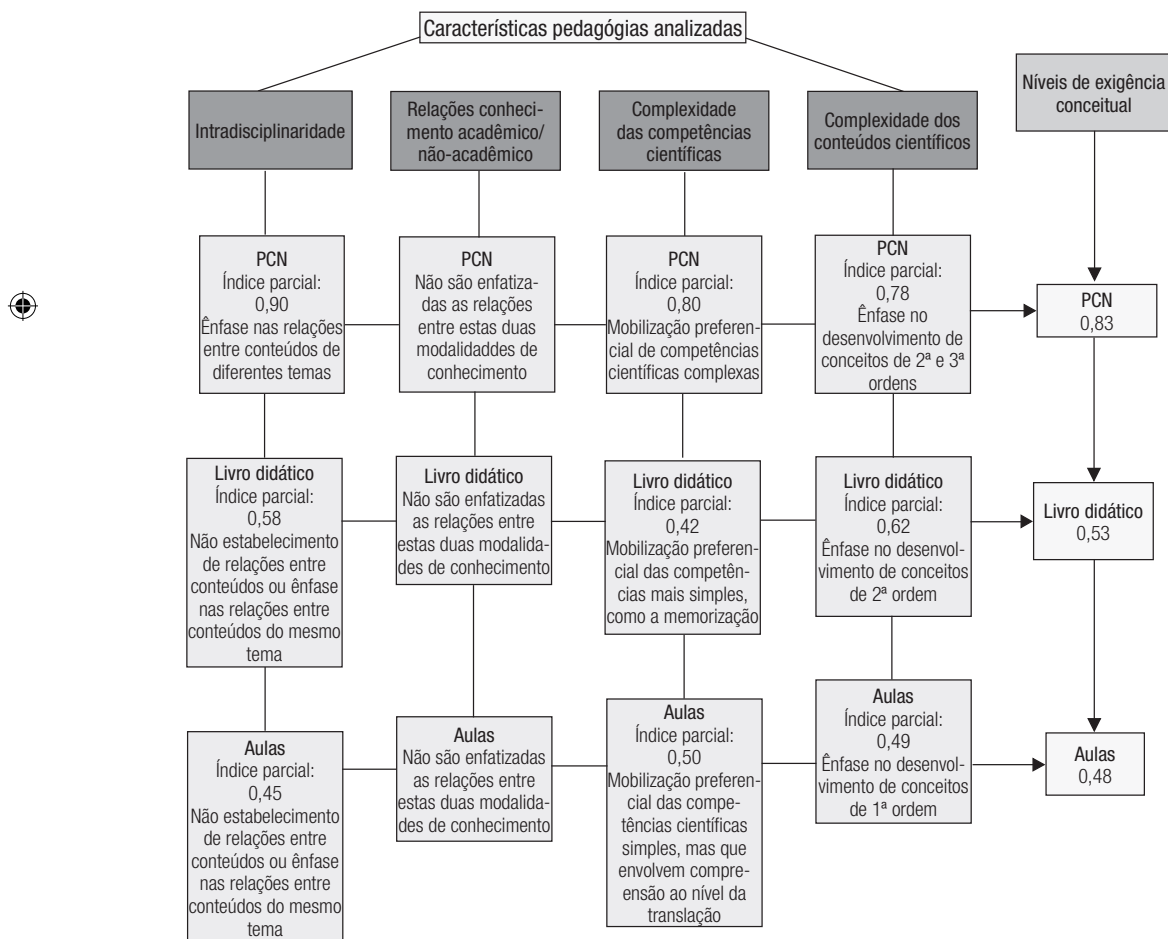 Características pedagógias analizadas
Intradisciplinaridade
Relações conheci-
mento acadêmico/
não-acadêmico
Complexidade
das competências
científicas
Complexidade dos
conteúdos científicos
Níveis de exigência
conceitual
PCN
Índice parcial:
0,90
Ênfase nas relações
entre conteúdos de
diferentes temas
PCN
Não são enfatiza-
das as relações
entre estas duas
modalidaddes de
conhecimento
PCN
Índice parcial:
0,80
Mobilização preferen-
cial de competências
científicas complexas
PCN
Índice parcial:
0,78
Ênfase no
desenvolvimento de
conceitos de 2ª e 3ª
ordens
PCN
0,83
Livro didático
Índice parcial:
0,58
Não estabelecimento
de relações entre
conteúdos ou ênfase
nas relações entre
conteúdos do mesmo
tema
Livro didático
Não são enfatizadas
as relações entre
estas duas modalida-
des de conhecimento
Livro didático
Índice parcial:
0,42
Mobilização preferen-
cial das competên-
cias mais simples,
como a memorização
Livro didático
Índice parcial:
0,62
Ênfase no desenvol-
vimento de conceitos
de 2ª ordem
Livro didático
0,53
Aulas
Índice parcial:
0,45
Não estabelecimento
de relações entre
conteúdos ou ênfase
nas relações entre
conteúdos do mesmo
tema
Aulas
Não são enfatizadas
as relações entre
estas duas modalida-
des de conhecimento
Aulas
Índice parcial:
0,50
Mobilização preferen-
cial das compe-
tências científicas
simples, mas que
envolvem compre-
ensão ao nível da
translação
Aulas
Índice parcial:
0,49
Ênfase no desenvol-
vimento de conceitos
de 1ª ordem
Aulas
0,48